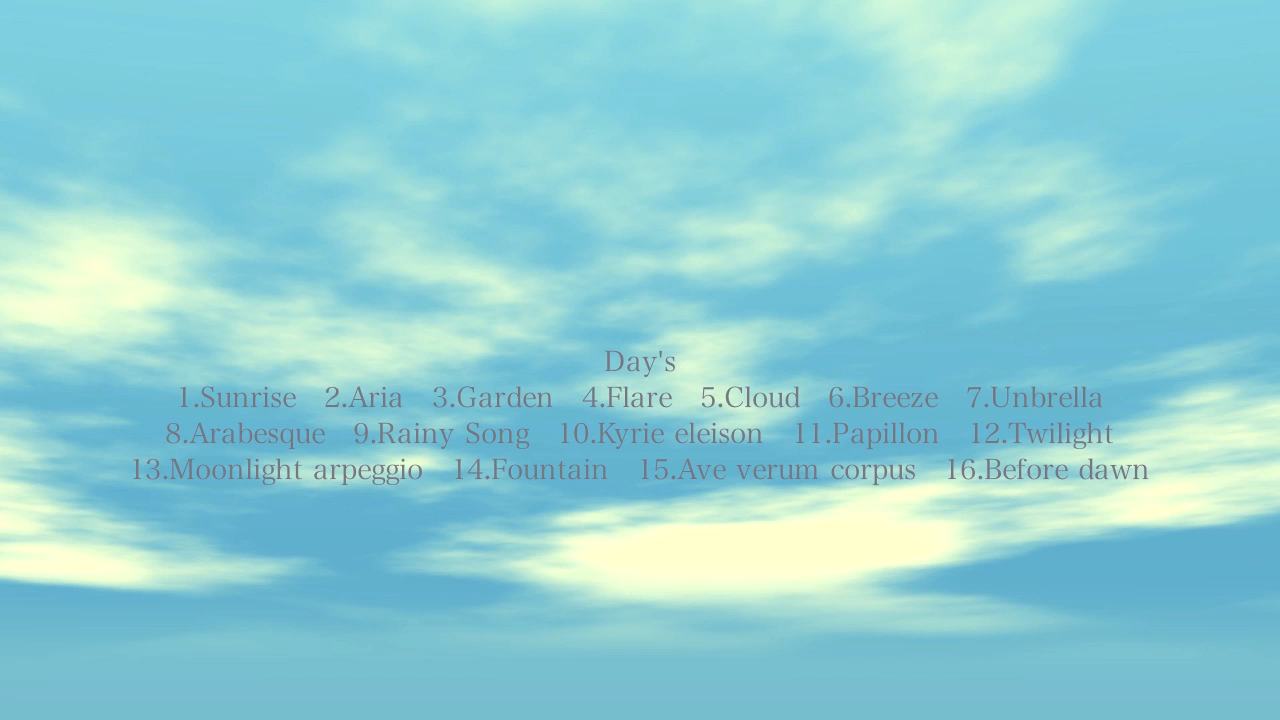 Day's
1.Sunrise 2.Aria 3.Garden 4.Flare 5.Cloud 6.Breeze 7.Unbrella
8.Arabesque 9.Rainy Song 10.Kyrie eleison 11.Papillon 12.Twilight
13.Moonlight arpeggio 14.Fountain 15.Ave verum corpus 16.Before dawn